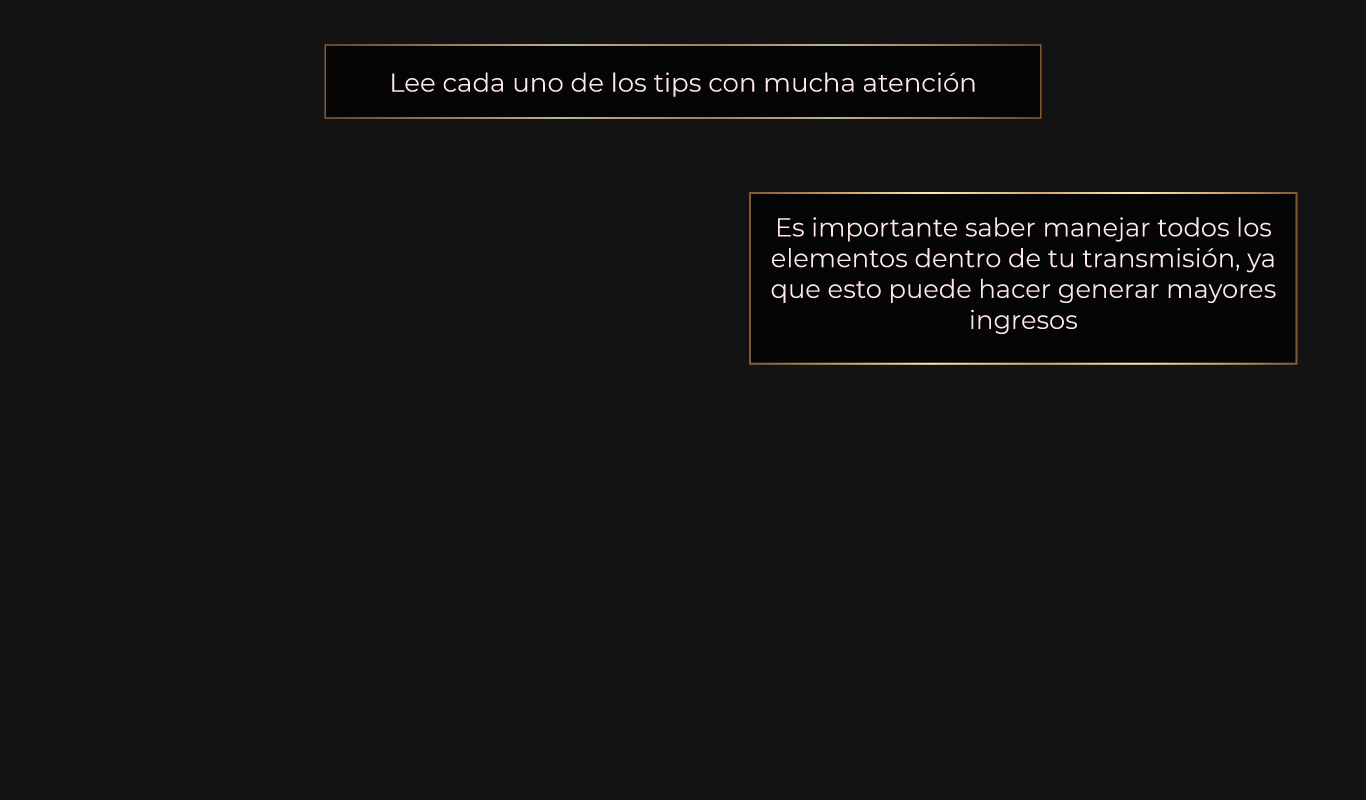 Lee cada uno de los tips con mucha atención
Es importante saber manejar todos los
elementos dentro de tu transmisión, ya
que esto puede hacer generar mayores
ingresos